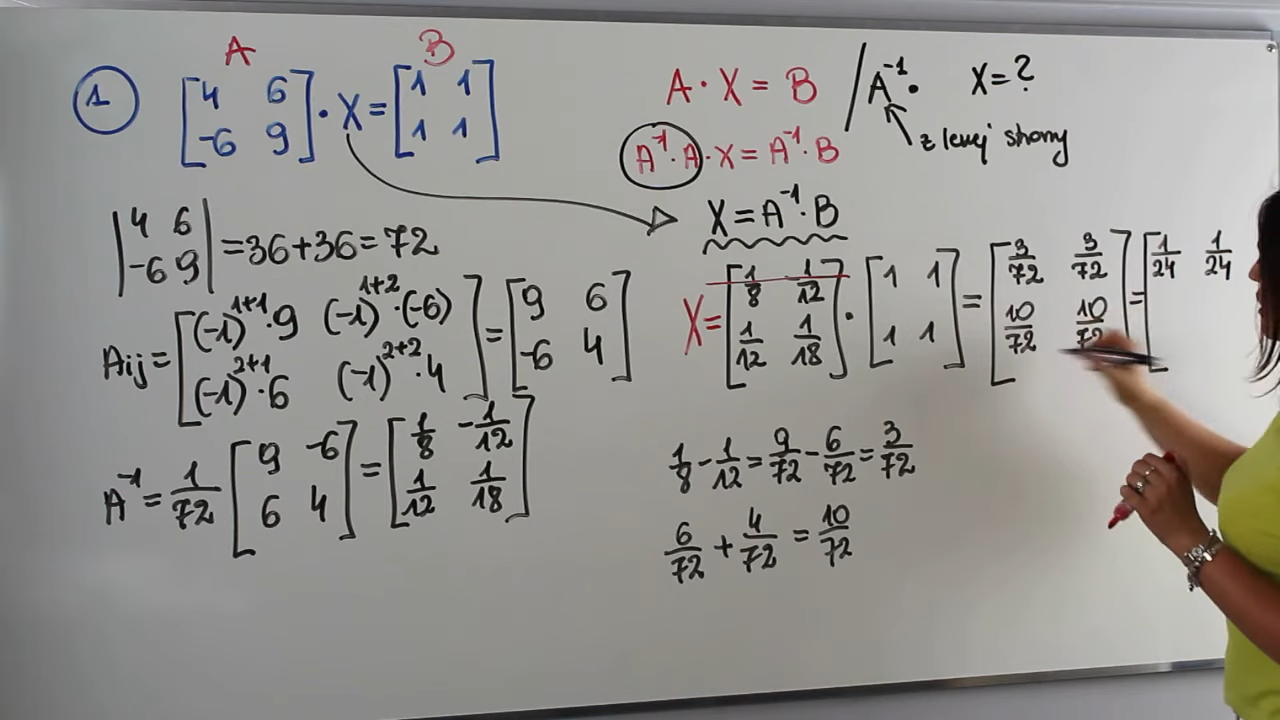 A B
① [4 6; -6 9] · X = [1 1; 1 1]
A · X = B / A⁻¹ · X = ?
z lewej strony
A⁻¹ · A · X = A⁻¹ · B
X = A⁻¹ · B
|4 6; -6 9| = 36 + 36 = 72
Aij = [(-1)¹⁺¹ · 9 (-1)¹⁺² · (-6); (-1)²⁺¹ · 6 (-1)²⁺² · 4] = [9 6; -6 4]
A⁻¹ = 1/72 [9 -6; 6 4] = [1/8 -1/12; 1/12 1/18]
X = [1/8 -1/12; 1/12 1/18] · [1 1; 1 1] = [3/72 3/72; 10/72 10/72] = [1/24 1/24
1/8 - 1/12 = 9/72 - 6/72 = 3/72
6/72 + 4/72 = 10/72